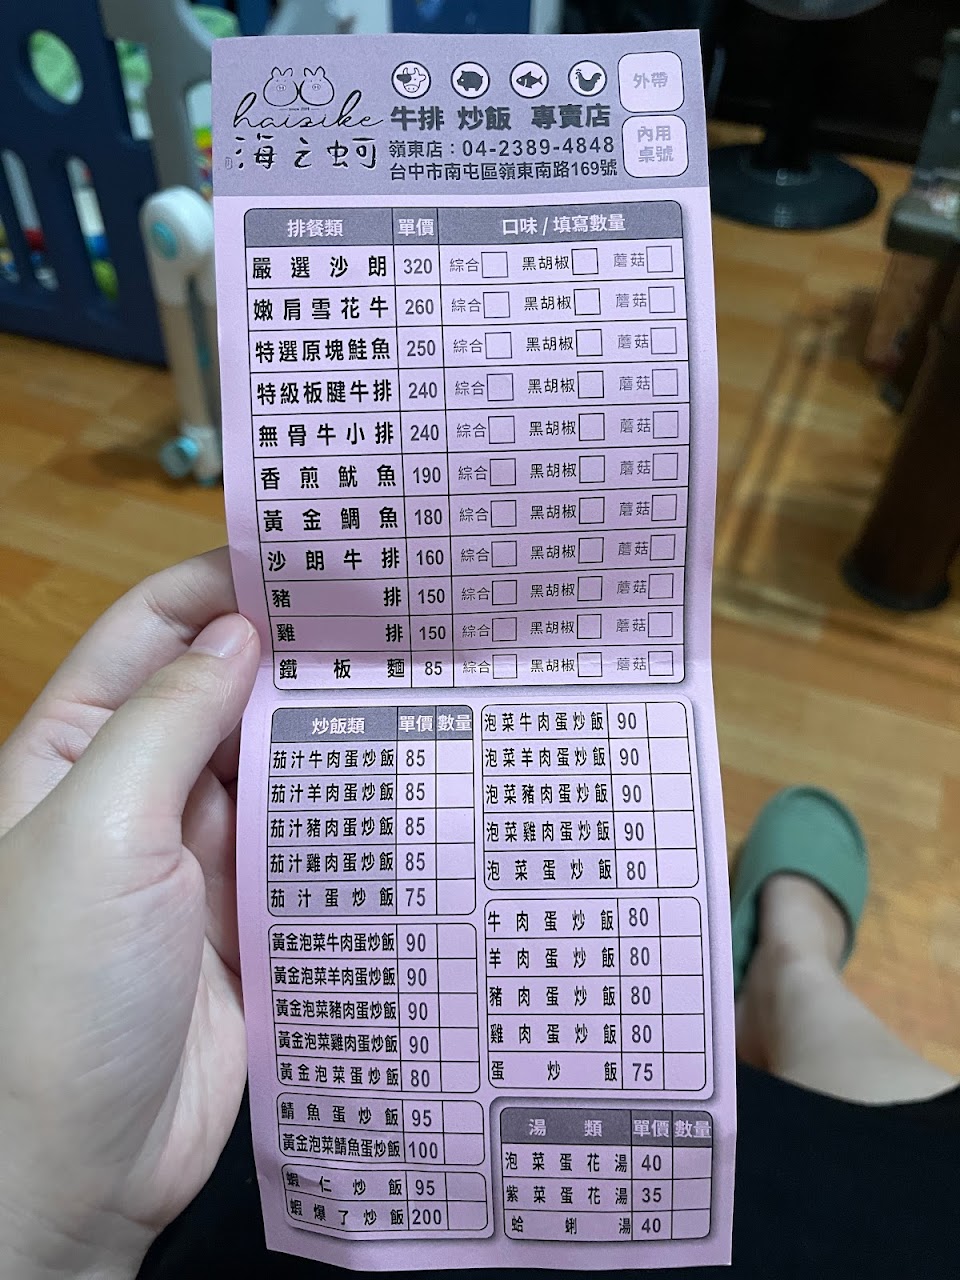 haisike
海之蚵
牛排 炒飯 專賣店
嶺東店：04-2389-4848
台中市南屯區嶺東南路169號
外帶
內用
桌號
排餐類 單價 口味 / 填寫數量
嚴選沙朗 320 綜合 黑胡椒 蘑菇
嫩肩雪花牛 260 綜合 黑胡椒 蘑菇
特選原塊鮭魚 250 綜合 黑胡椒 蘑菇
特級板腱牛排 240 綜合 黑胡椒 蘑菇
無骨牛小排 240 綜合 黑胡椒 蘑菇
香煎魷魚 190 綜合 黑胡椒 蘑菇
黃金鯛魚 180 綜合 黑胡椒 蘑菇
沙朗牛排 160 綜合 黑胡椒 蘑菇
豬排 150 綜合 黑胡椒 蘑菇
雞排 150 綜合 黑胡椒 蘑菇
鐵板麵 85 綜合 黑胡椒 蘑菇
炒飯類 單價 數量
茄汁牛肉蛋炒飯 85
茄汁羊肉蛋炒飯 85
茄汁豬肉蛋炒飯 85
茄汁雞肉蛋炒飯 85
茄汁蛋炒飯 75
黃金泡菜牛肉蛋炒飯 90
黃金泡菜羊肉蛋炒飯 90
黃金泡菜豬肉蛋炒飯 90
黃金泡菜雞肉蛋炒飯 90
黃金泡菜蛋炒飯 80
鯖魚蛋炒飯 95
黃金泡菜鯖魚蛋炒飯 100
蝦仁炒飯 95
蝦爆了炒飯 200
泡菜牛肉蛋炒飯 90
泡菜羊肉蛋炒飯 90
泡菜豬肉蛋炒飯 90
泡菜雞肉蛋炒飯 90
泡菜蛋炒飯 80
牛肉蛋炒飯 80
羊肉蛋炒飯 80
豬肉蛋炒飯 80
雞肉蛋炒飯 80
蛋炒飯 75
湯類 單價 數量
泡菜蛋花湯 40
紫菜蛋花湯 35
蛤蜊湯 40